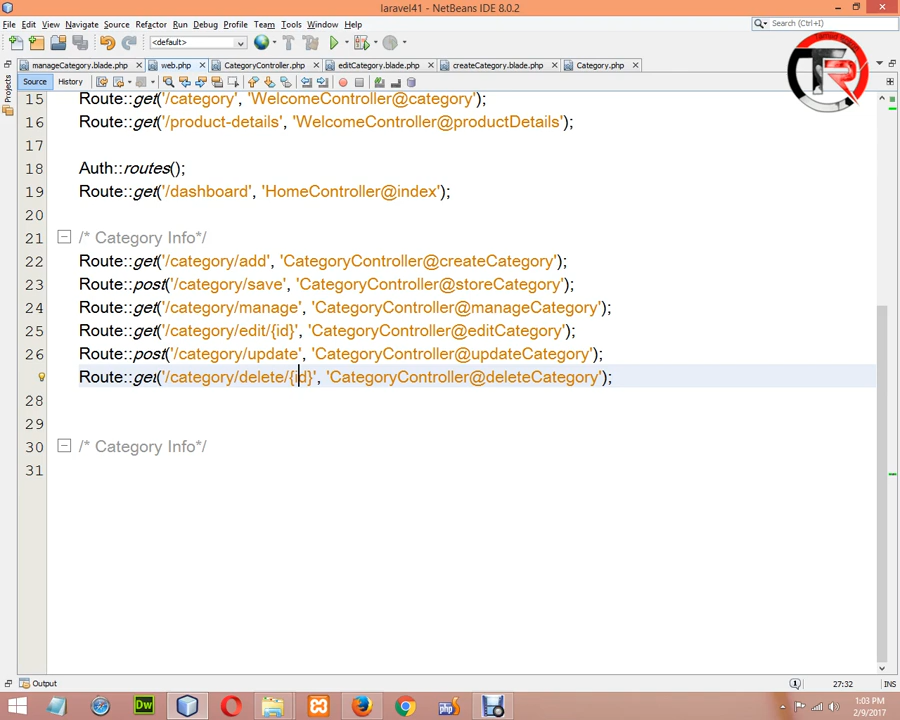 laravel41 - NetBeans IDE 8.0.2
File Edit View Navigate Source Refactor Run Debug Profile Team Tools Window Help
<default>
Search (Ctrl+I)
manageCategory.blade.php web.php CategoryController.php editCategory.blade.php createCategory.blade.php Category.php
Source History
Projects
15 Route::get('/category', 'WelcomeController@category');
16 Route::get('/product-details', 'WelcomeController@productDetails');
17
18 Auth::routes();
19 Route::get('/dashboard', 'HomeController@index');
20
21 /* Category Info*/
22 Route::get('/category/add', 'CategoryController@createCategory');
23 Route::post('/category/save', 'CategoryController@storeCategory');
24 Route::get('/category/manage', 'CategoryController@manageCategory');
25 Route::get('/category/edit/{id}', 'CategoryController@editCategory');
26 Route::post('/category/update', 'CategoryController@updateCategory');
Route::get('/category/delete/{id}', 'CategoryController@deleteCategory');
28
29
30 /* Category Info*/
31
Output
27:32 INS
Dw
1:03 PM
2/9/2017